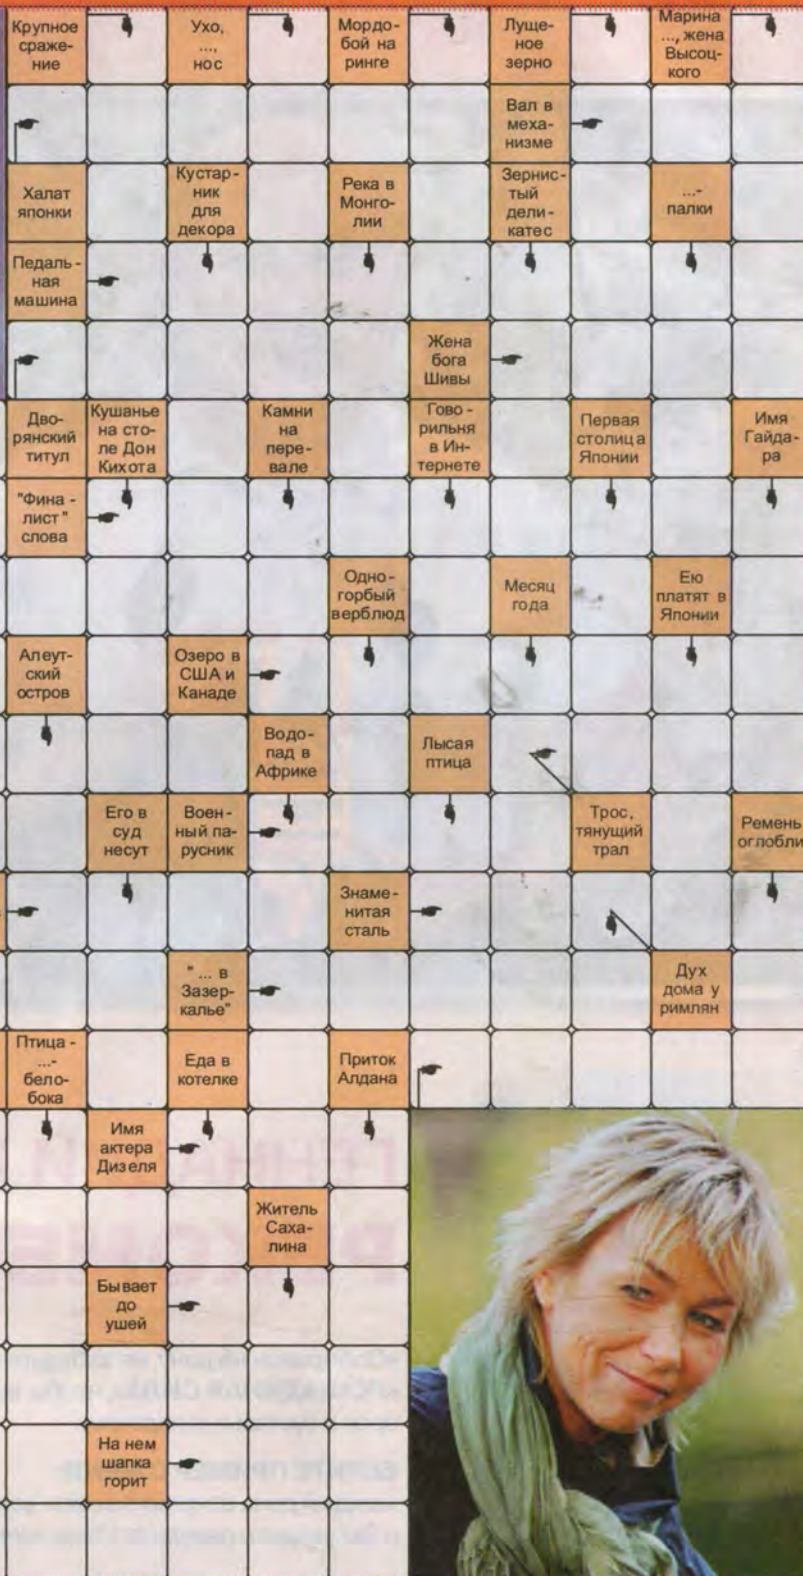 Крупное
сраже-
ние
Ухо,
...,
нос
Мордо-
бой на
ринге
Луще-
ное
зерно
Марина
..., жена
Высоц-
кого
Вал в
меха-
низме
Халат
японки
Кустар-
ник
для
декора
Река в
Монго-
лии
Зернис-
тый
дели-
катес
...-
палки
Педаль-
ная
машина
Жена
бога
Шивы
Дво-
рянский
титул
Кушанье
на сто-
ле Дон
Кихота
Камни
на
пере-
вале
Гово-
рильня
в Ин-
тернете
Первая
столица
Японии
Имя
Гайда-
ра
"Фина-
лист"
слова
Одно-
горбый
верблюд
Месяц
года
Ею
платят в
Японии
Алеут-
ский
остров
Озеро в
США и
Канаде
Водо-
пад в
Африке
Лысая
птица
Его в
суд
несут
Воен-
ный па-
русник
Трос,
тянущий
трал
Ремень
оглобли
Знаме-
нитая
сталь
"... в
Зазер-
калье"
Дух
дома у
римлян
Птица-
...-
бело-
бока
Еда в
котелке
Приток
Алдана
Имя
актера
Дизеля
Житель
Саха-
лина
Бывает
до
ушей
На нем
шапка
горит